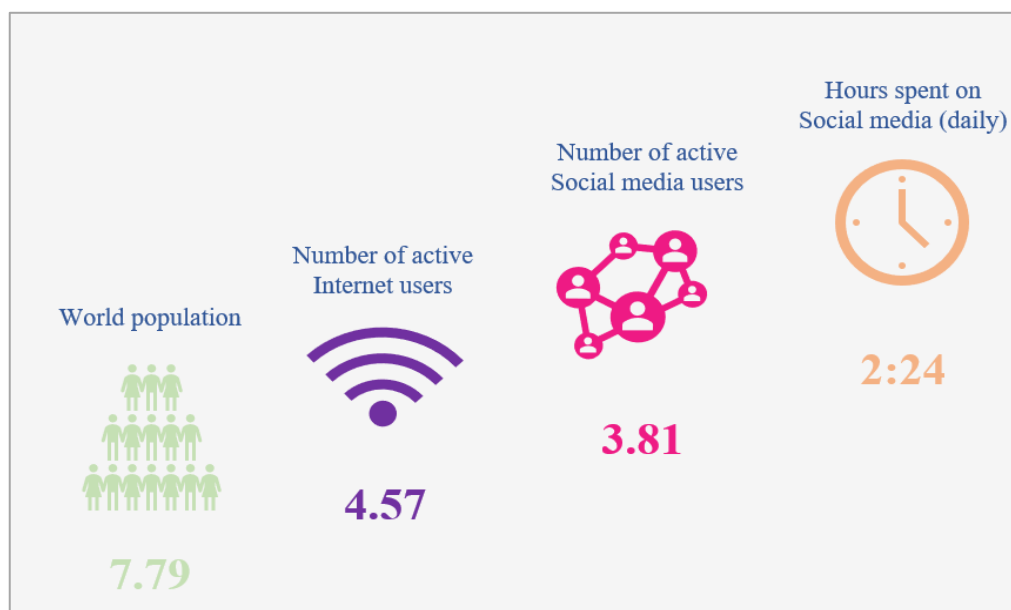 World population
7.79
Number of active
Internet users
4.57
Number of active
Social media users
3.81
Hours spent on
Social media (daily)
2:24